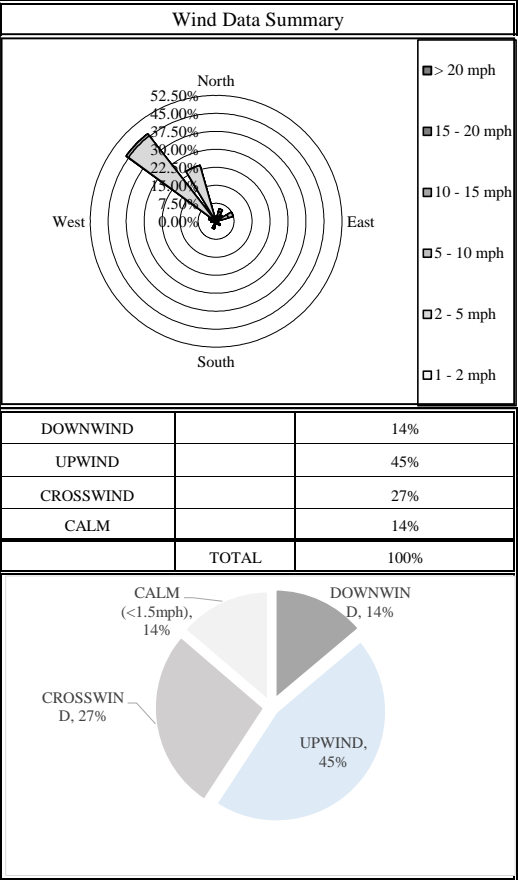 Wind Data Summary
North
52.50%
45.00%
37.50%
30.00%
22.50%
15.00%
7.50%
0.00%
West
East
South
> 20 mph
15 - 20 mph
10 - 15 mph
5 - 10 mph
2 - 5 mph
1 - 2 mph
DOWNWIND 14%
UPWIND 45%
CROSSWIND 27%
CALM 14%
TOTAL 100%
CALM
(<1.5mph),
14%
DOWNWIN
D, 14%
CROSSWIN
D, 27%
UPWIND,
45%